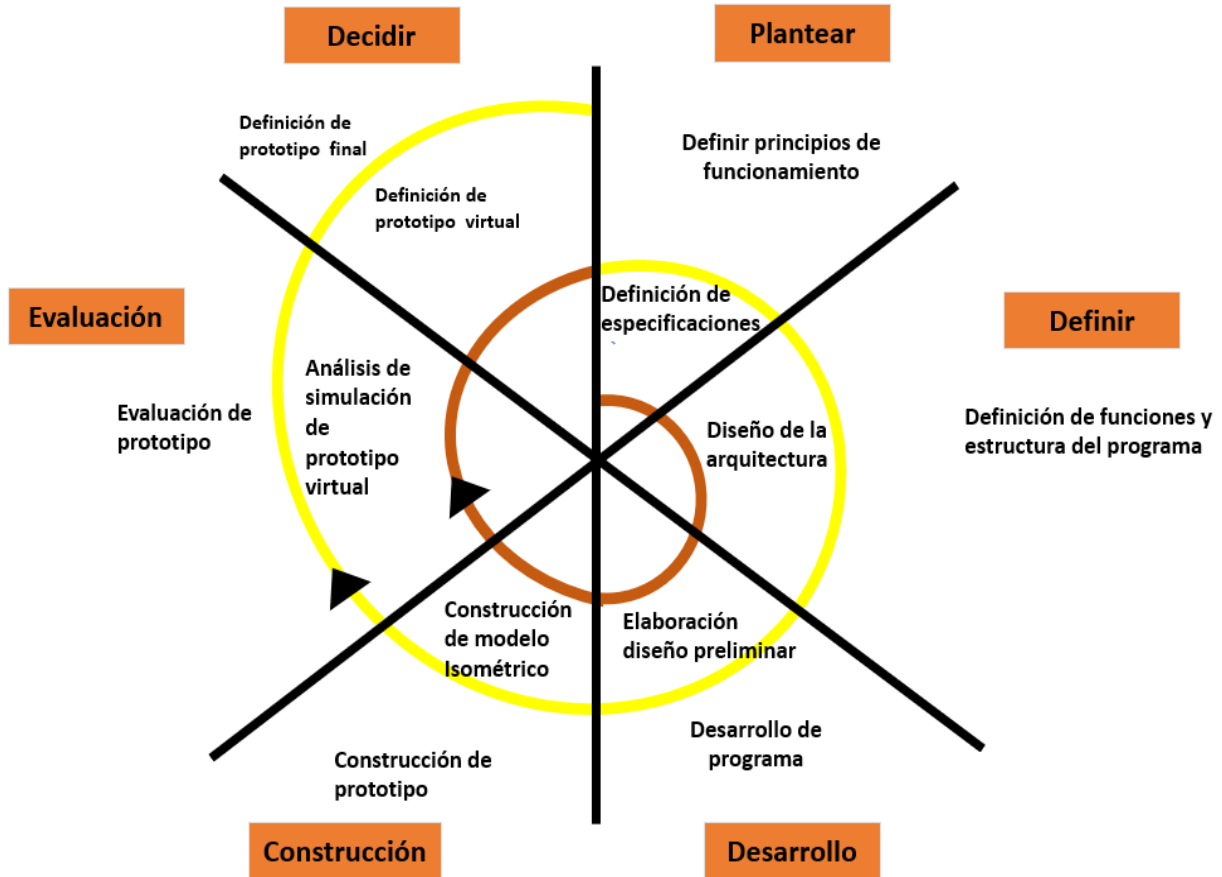 Decidir
Plantear
Definición de
prototipo final
Definir principios de
funcionamiento
Definición de
prototipo virtual
Evaluación
Definición de
especificaciones
Definir
Análisis de
simulación
de
prototipo
virtual
Evaluación de
prototipo
Diseño de la
arquitectura
Definición de funciones y
estructura del programa
Construcción
de modelo
Isométrico
Elaboración
diseño preliminar
Construcción de
prototipo
Desarrollo de
programa
Construcción
Desarrollo